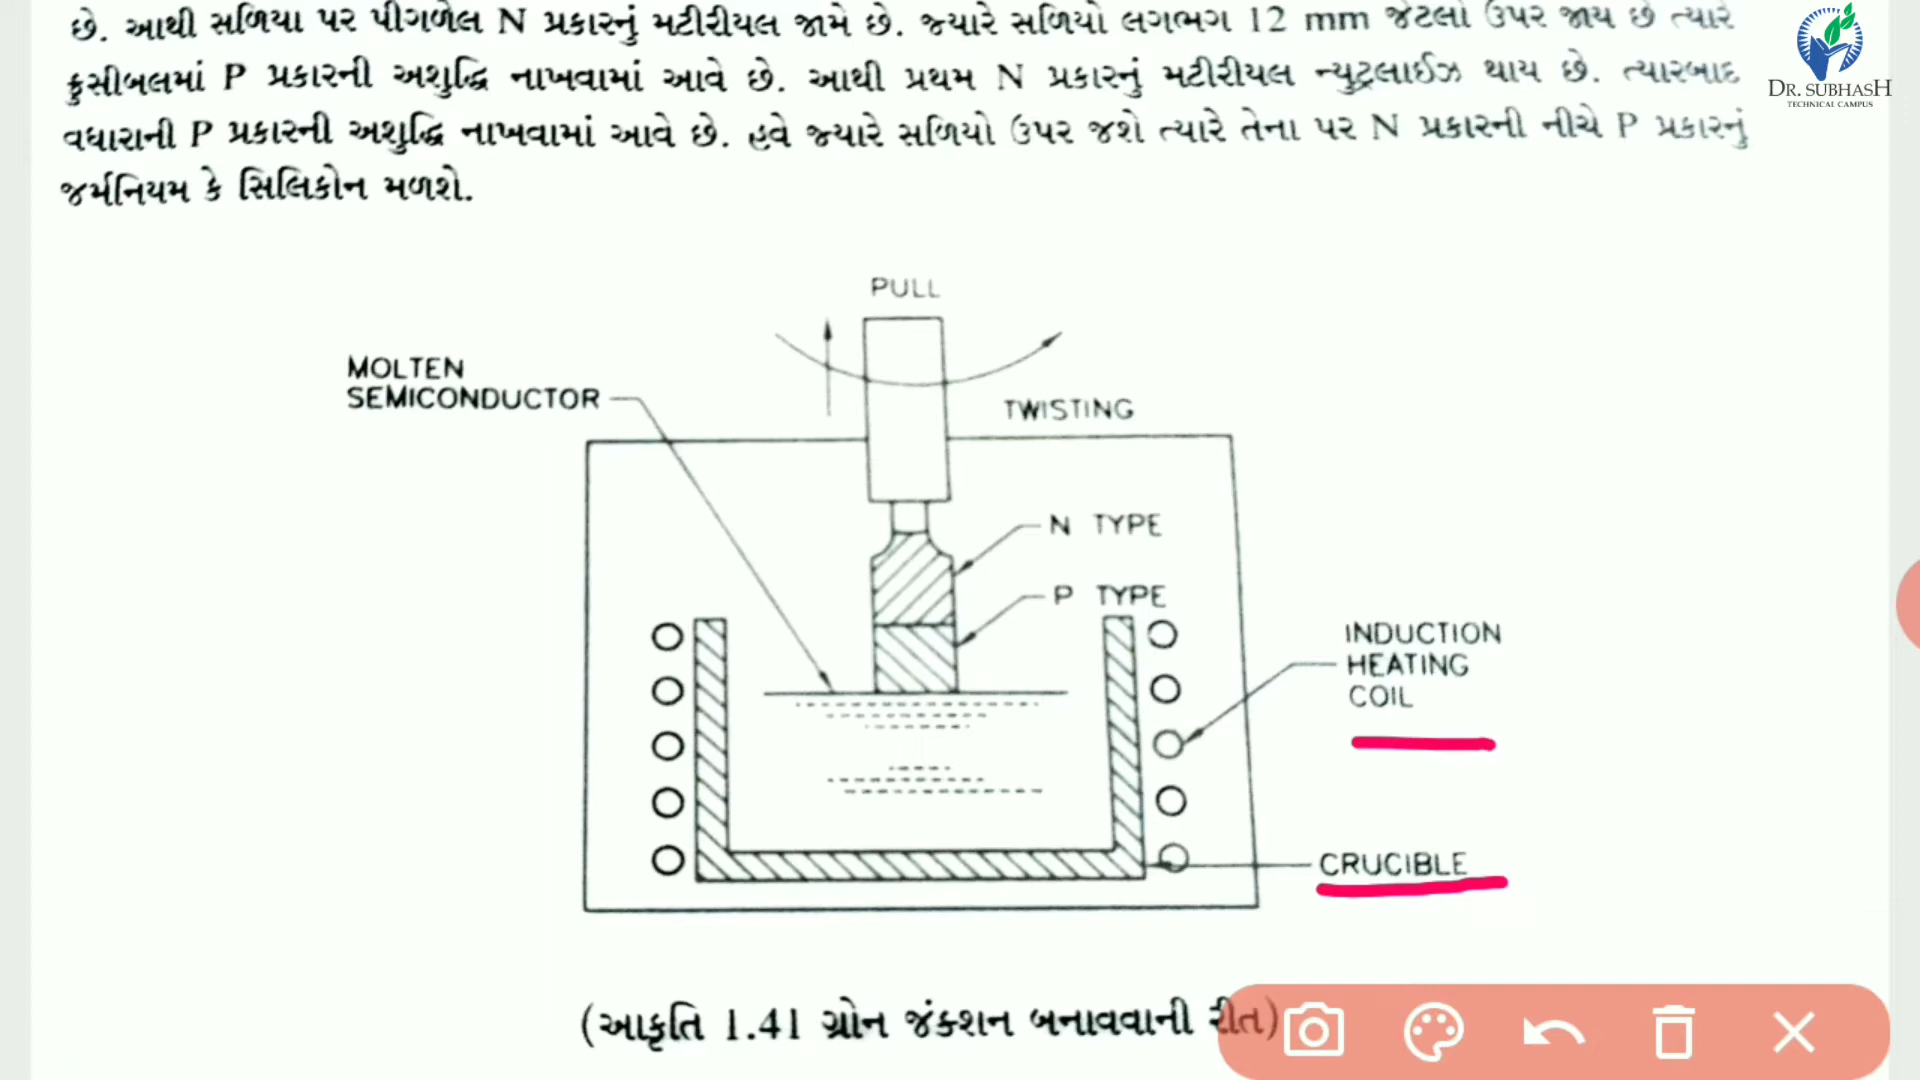 છે. આથી સળિયા પર પીગળેલ N પ્રકારનું મટીરીયલ જામે છે. જ્યારે સળિયો લગભગ 12 mm જેટલો ઉપર જાય છે ત્યારે
ક્રુસીબલમાં P પ્રકારની અશુદ્ધિ નાખવામાં આવે છે. આથી પ્રથમ N પ્રકારનું મટીરીયલ ન્યુટ્રલાઈઝ થાય છે. ત્યારબાદ
વધારાની P પ્રકારની અશુદ્ધિ નાખવામાં આવે છે. હવે જ્યારે સળિયો ઉપર જશે ત્યારે તેના પર N પ્રકારની નીચે P પ્રકારનું
જર્મનિયમ કે સિલિકોન મળશે.
DR. SUBHASH
TECHNICAL CAMPUS
PULL
MOLTEN
SEMICONDUCTOR
TWISTING
N TYPE
P TYPE
INDUCTION
HEATING
COIL
CRUCIBLE
(આકૃતિ 1.41 ગ્રોન જંક્શન બનાવવાની રીત)